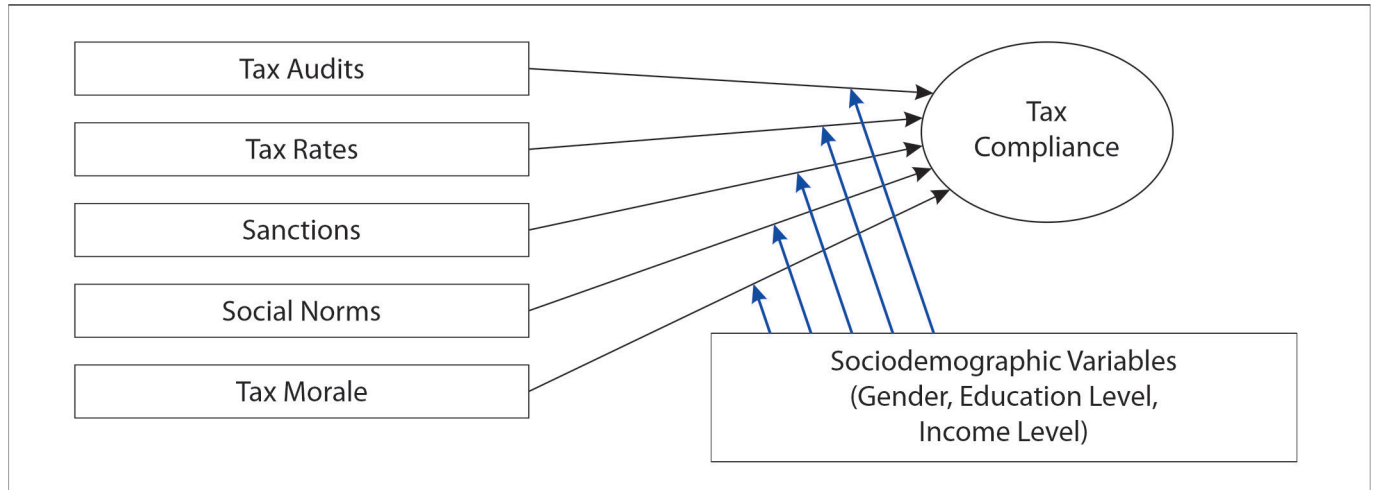 Tax Audits
Tax Rates
Sanctions
Social Norms
Tax Morale
Tax
Compliance
Sociodemographic Variables
(Gender, Education Level,
Income Level)